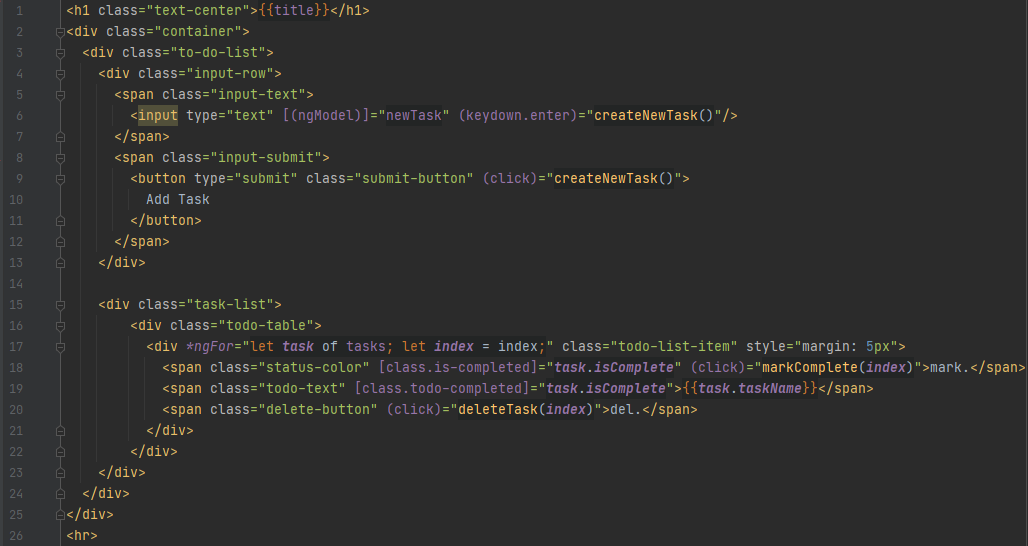 1 <h1 class="text-center">{{title}}</h1>
2 <div class="container">
3   <div class="to-do-list">
4     <div class="input-row">
5       <span class="input-text">
6         <input type="text" [(ngModel)]="newTask" (keydown.enter)="createNewTask()"/>
7       </span>
8       <span class="input-submit">
9         <button type="submit" class="submit-button" (click)="createNewTask()">
10           Add Task
11         </button>
12       </span>
13     </div>
14
15     <div class="task-list">
16         <div class="todo-table">
17           <div *ngFor="let task of tasks; let index = index;" class="todo-list-item" style="margin: 5px">
18             <span class="status-color" [class.is-completed]="task.isComplete" (click)="markComplete(index)">mark.</span>
19             <span class="todo-text" [class.todo-completed]="task.isComplete">{{task.taskName}}</span>
20             <span class="delete-button" (click)="deleteTask(index)">del.</span>
21           </div>
22         </div>
23     </div>
24   </div>
25 </div>
26 <hr>